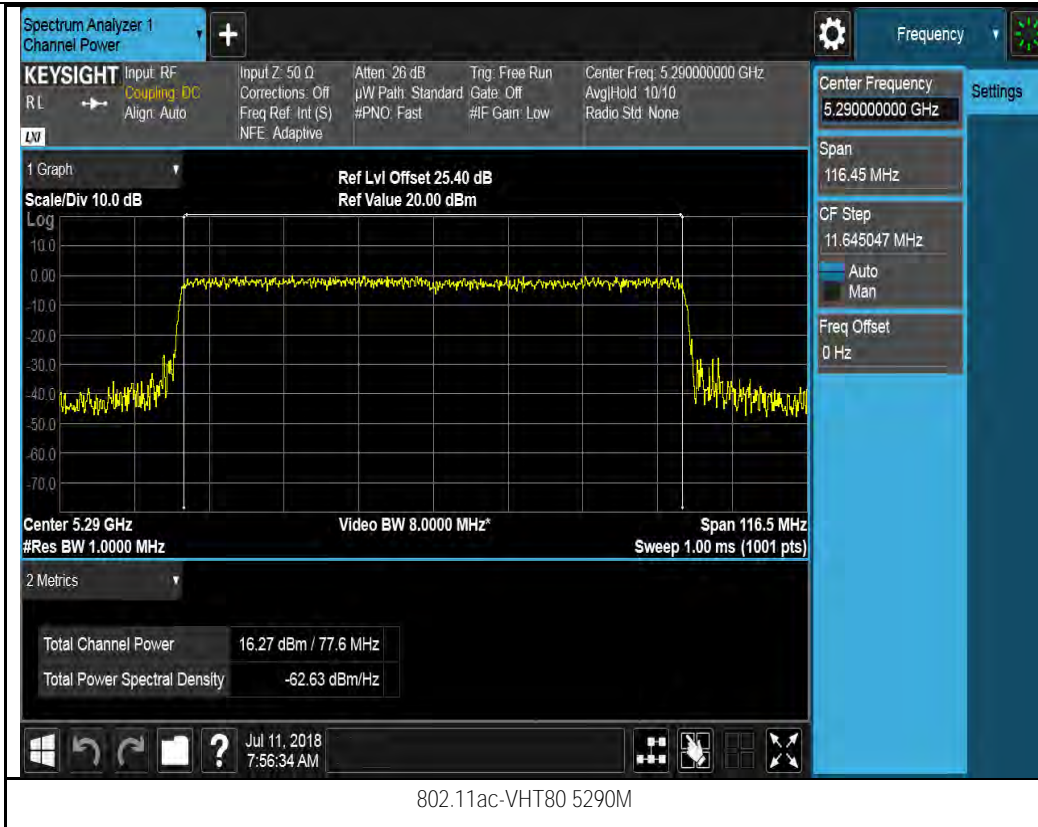 Spectrum Analyzer 1
Channel Power
+
Frequency
KEYSIGHT
R L
LXI
Input: RF
Coupling: DC
Align: Auto
Input Z: 50 Ω
Corrections: Off
Freq Ref: Int (S)
NFE: Adaptive
Atten: 26 dB
µW Path: Standard
#PNO: Fast
Trig: Free Run
Gate: Off
#IF Gain: Low
Center Freq: 5.290000000 GHz
Avg|Hold: 10/10
Radio Std: None
Center Frequency
5.290000000 GHz
Settings
Span
116.45 MHz
CF Step
11.645047 MHz
Auto
Man
Freq Offset
0 Hz
1 Graph
Scale/Div 10.0 dB
Ref Lvl Offset 25.40 dB
Ref Value 20.00 dBm
Log
10.0
0.00
-10.0
-20.0
-30.0
-40.0
-50.0
-60.0
-70.0
Center 5.29 GHz
#Res BW 1.0000 MHz
Video BW 8.0000 MHz*
Span 116.5 MHz
Sweep 1.00 ms (1001 pts)
2 Metrics
Total Channel Power 16.27 dBm / 77.6 MHz
Total Power Spectral Density -62.63 dBm/Hz
?
Jul 11, 2018
7:56:34 AM
802.11ac-VHT80 5290M